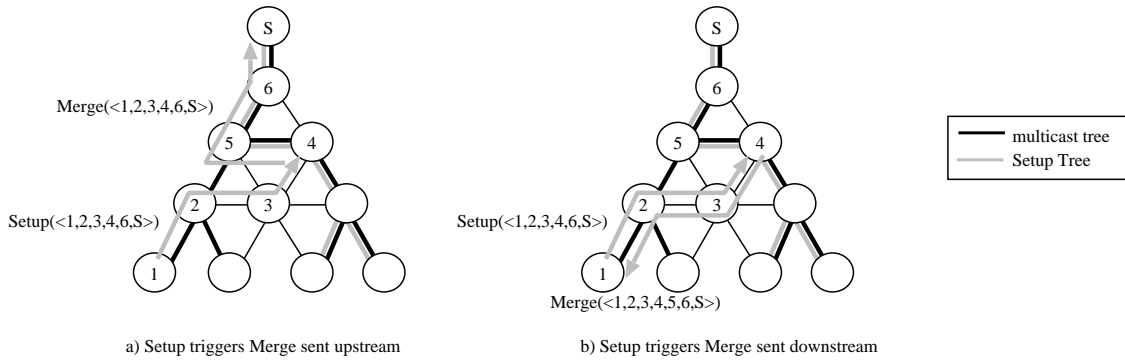 S
6
Merge(<1,2,3,4,6,S>)
5
4
2
3
Setup(<1,2,3,4,6,S>)
1
a) Setup triggers Merge sent upstream
S
6
5
4
2
3
Setup(<1,2,3,4,6,S>)
1
Merge(<1,2,3,4,5,6,S>)
b) Setup triggers Merge sent downstream
multicast tree
Setup Tree